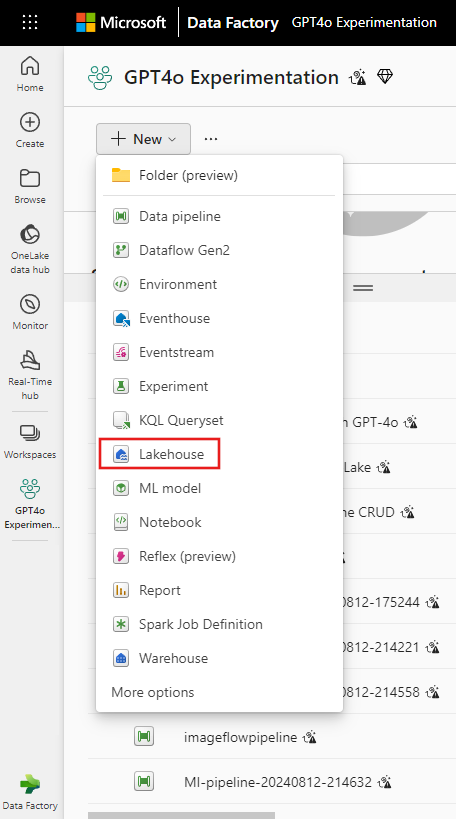 Microsoft
Data Factory
GPT4o Experimentation
Home
Create
Browse
OneLake
data hub
Monitor
Real-Time
hub
Workspaces
GPT4o
Experimen...
Data Factory
GPT4o Experimentation
New
Folder (preview)
Data pipeline
Dataflow Gen2
Environment
Eventhouse
Eventstream
Experiment
KQL Queryset
Lakehouse
ML model
Notebook
Reflex (preview)
Report
Spark Job Definition
Warehouse
More options
GPT-4o
Lake
CRUD
0812-175244
0812-214221
0812-214558
imageflowpipeline
MI-pipeline-20240812-214632